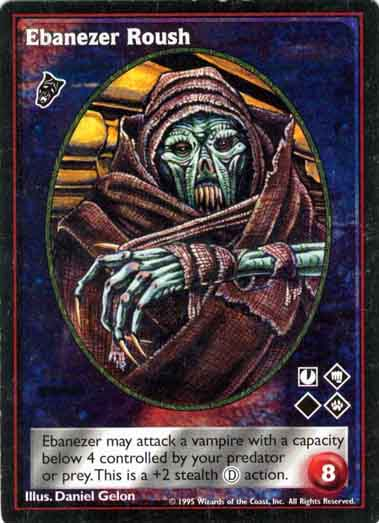 Ebanezer Roush
Ebanezer may attack a vampire with a capacity
below 4 controlled by your predator
or prey. This is a +2 stealth Ⓓ action.
8
Illus. Daniel Gelon
© 1995 Wizards of the Coast, Inc. All Rights Reserved.